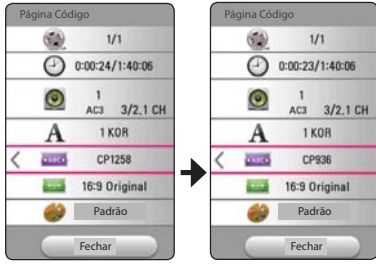 Página Código
1/1
0:00:24/1:40:06
1
AC3 3/2.1 CH
A 1 KOR
ABC CP1258
16:9 Original
Padrão
Fechar
Página Código
1/1
0:00:23/1:40:06
1
AC3 3/2.1 CH
A 1 KOR
ABC CP936
16:9 Original
Padrão
Fechar